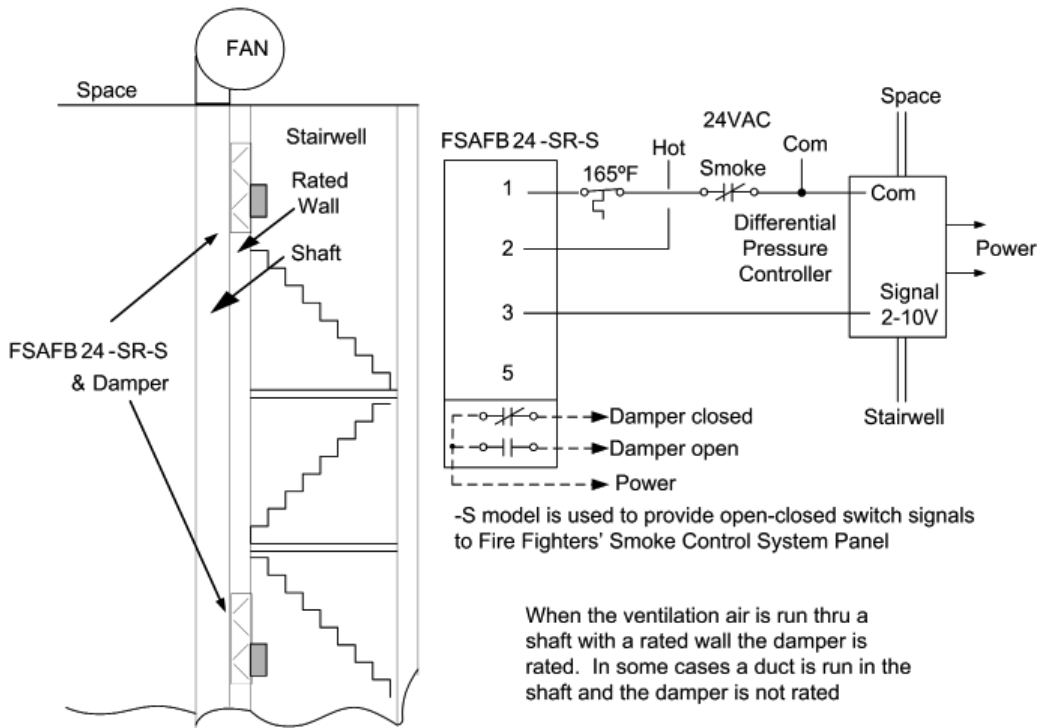 FAN
Space
Stairwell
Rated
Wall
Shaft
FSAFB 24 -SR-S
& Damper
FSAFB 24 -SR-S
1
2
3
5
165ºF
Hot
24VAC
Smoke
Com
Space
Com
Differential
Pressure
Controller
Power
Signal
2-10V
Stairwell
Damper closed
Damper open
Power
-S model is used to provide open-closed switch signals
to Fire Fighters' Smoke Control System Panel
When the ventilation air is run thru a
shaft with a rated wall the damper is
rated. In some cases a duct is run in the
shaft and the damper is not rated